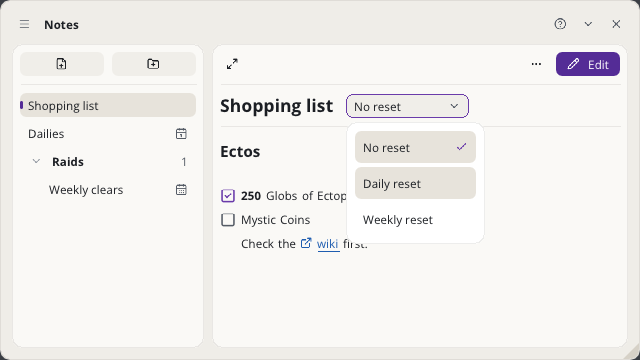 Notes
Edit
Shopping list
Dailies
Raids 1
Weekly clears
Shopping list No reset
No reset
Daily reset
Weekly reset
Ectos
250 Globs of Ectop
Mystic Coins
Check the wiki first.